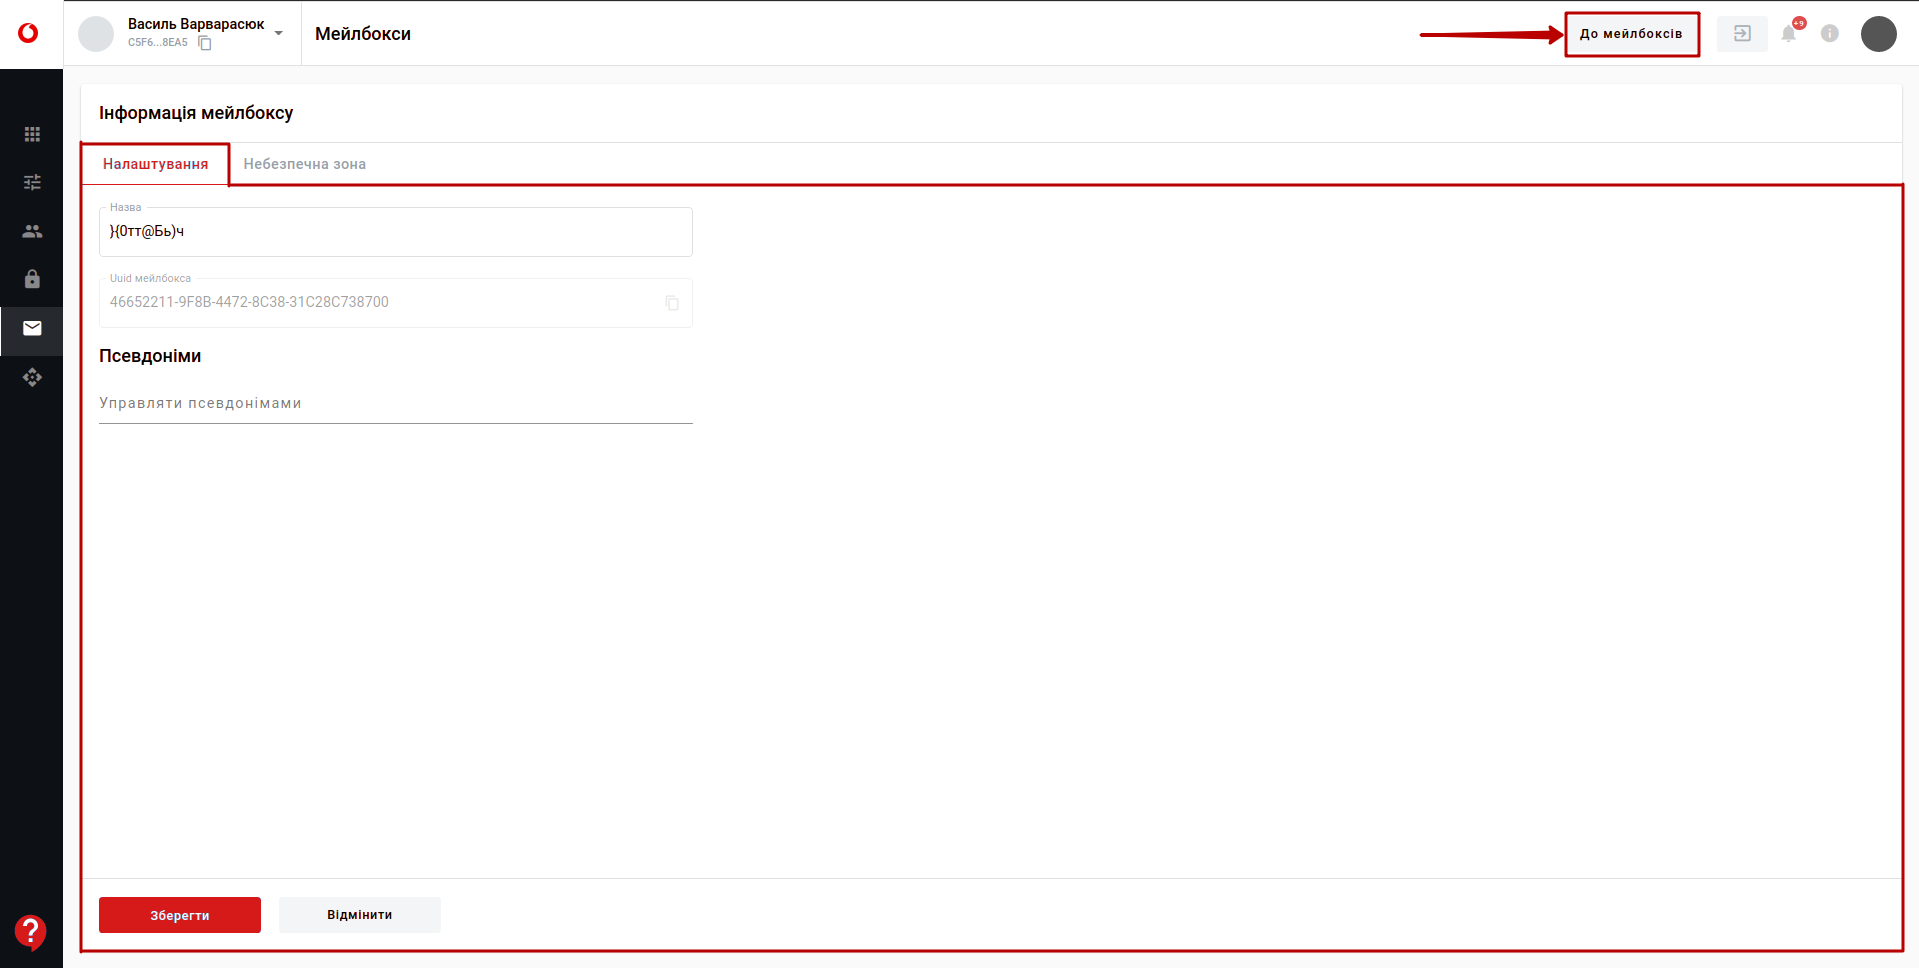 Василь Варварасюк
C5F6...8EA5
Мейлбокси
До мейлбоксів
+9
Інформація мейлбоксу
Налаштування
Небезпечна зона
Назва
}{0тт@Бь)ч
Uuid мейлбокса
46652211-9F8B-4472-8C38-31C28C738700
Псевдоніми
Управляти псевдонімами
Зберегти
Відмінити
?